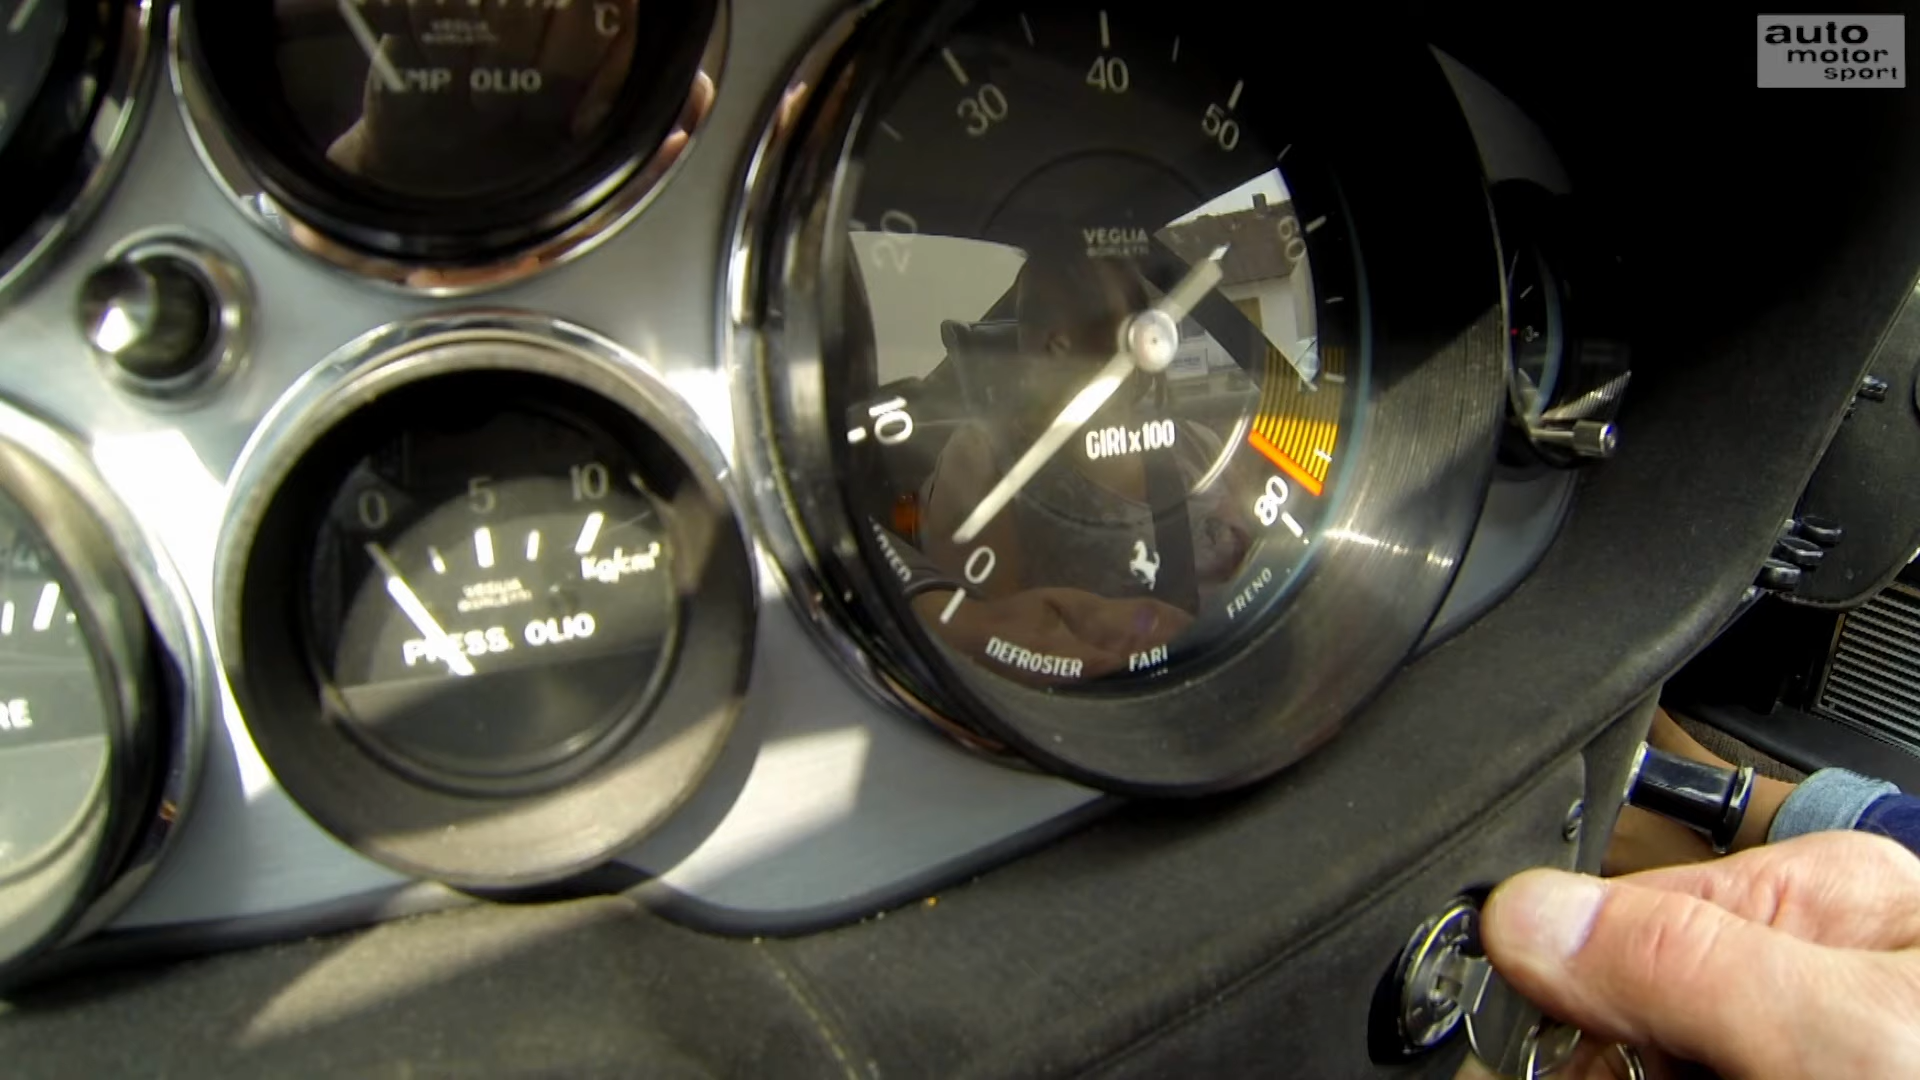 auto
motor
sport
°C
VEGLIA
BORLETTI
TEMP OLIO
10
20
30
40
50
60
80
0
VEGLIA
BORLETTI
GIRI x 100
DEFROSTER
FARI
FRENO
0
5
10
Kg/cm²
VEGLIA
BORLETTI
PRESS. OLIO
RE